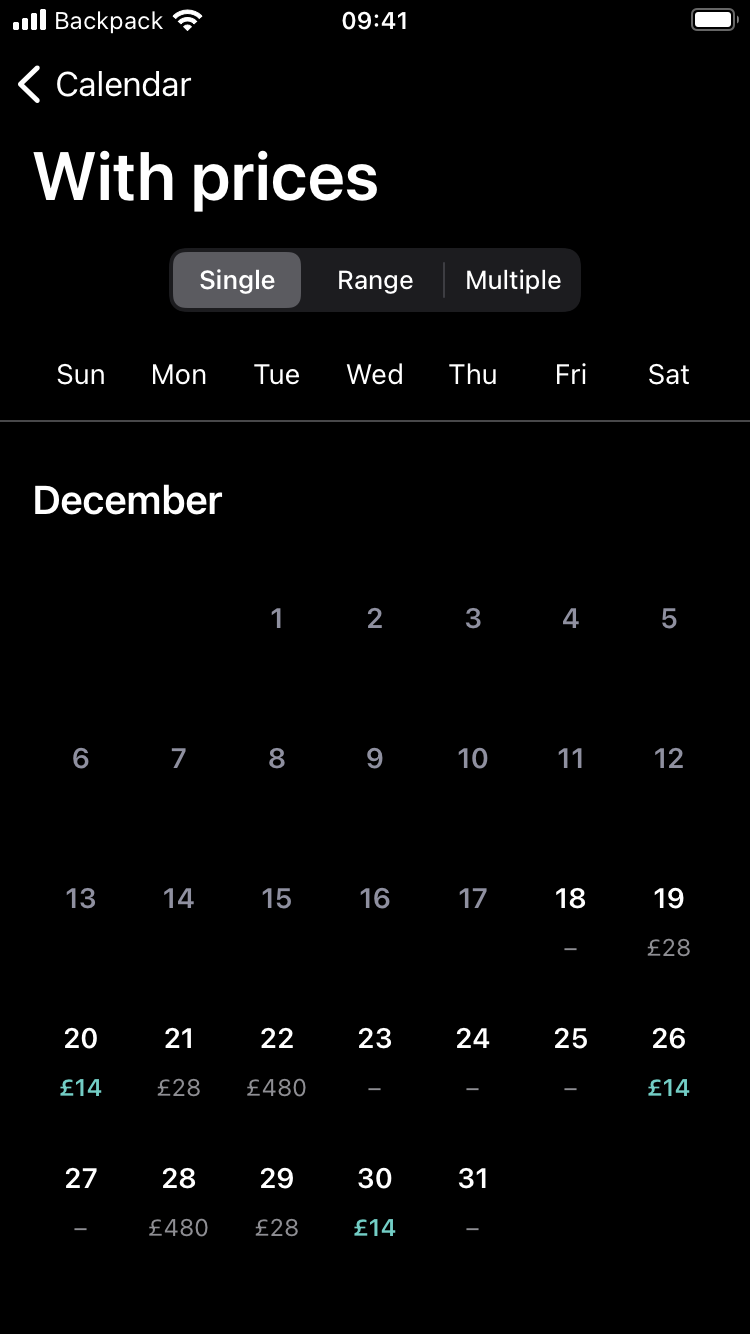 Backpack 09:41
Calendar
With prices
Single Range Multiple
Sun Mon Tue Wed Thu Fri Sat
December
1 2 3 4 5
6 7 8 9 10 11 12
13 14 15 16 17 18 19
– £28
20 21 22 23 24 25 26
£14 £28 £480 – – – £14
27 28 29 30 31
– £480 £28 £14 –